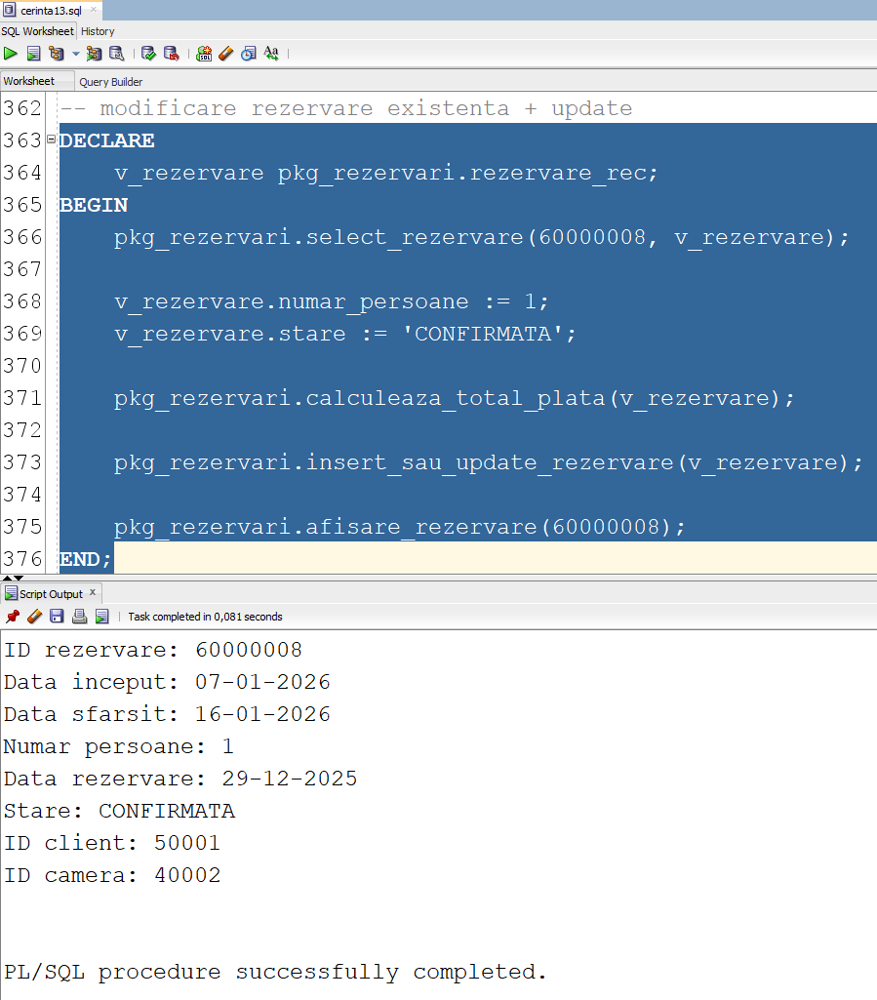 cerinta13.sql
SQL Worksheet History
Worksheet Query Builder
362 -- modificare rezervare existenta + update
363 DECLARE
364     v_rezervare pkg_rezervari.rezervare_rec;
365 BEGIN
366     pkg_rezervari.select_rezervare(60000008, v_rezervare);
367
368     v_rezervare.numar_persoane := 1;
369     v_rezervare.stare := 'CONFIRMATA';
370
371     pkg_rezervari.calculeaza_total_plata(v_rezervare);
372
373     pkg_rezervari.insert_sau_update_rezervare(v_rezervare);
374
375     pkg_rezervari.afisare_rezervare(60000008);
376 END;
Script Output x
Task completed in 0,081 seconds
ID rezervare: 60000008
Data inceput: 07-01-2026
Data sfarsit: 16-01-2026
Numar persoane: 1
Data rezervare: 29-12-2025
Stare: CONFIRMATA
ID client: 50001
ID camera: 40002
PL/SQL procedure successfully completed.